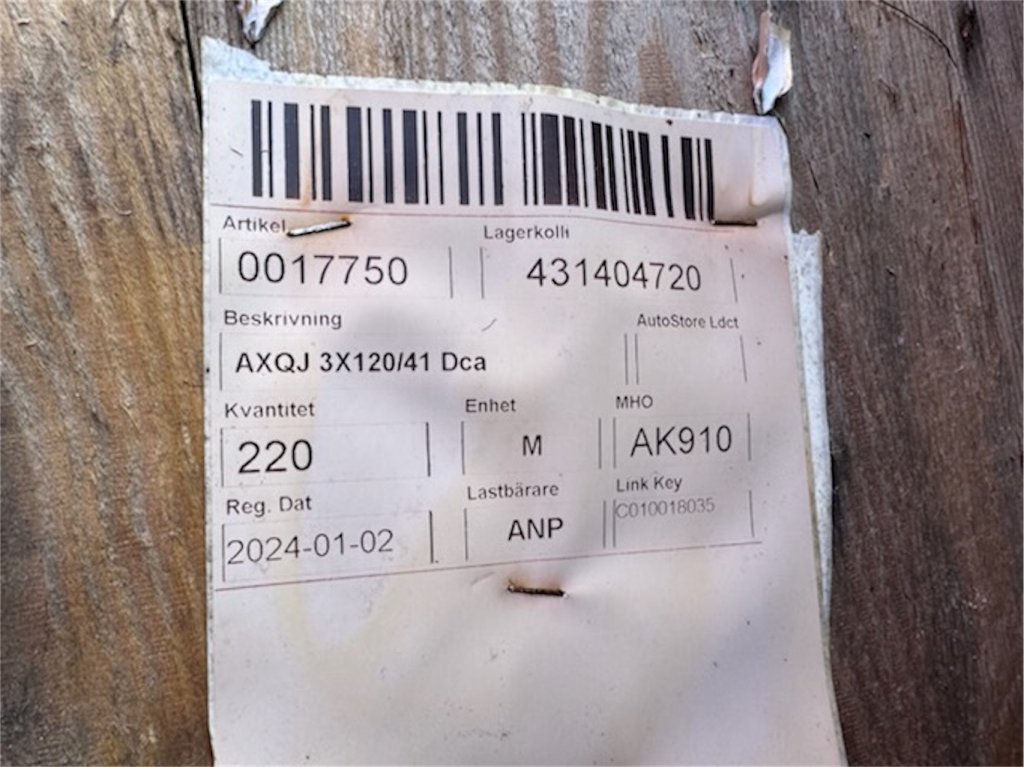 Artikel Lagerkolli
0017750 431404720
Beskrivning AutoStore Ldct
AXQJ 3X120/41 Dca
Kvantitet Enhet MHO
220 M AK910
Reg. Dat Lastbärare Link Key
2024-01-02 ANP C010018035